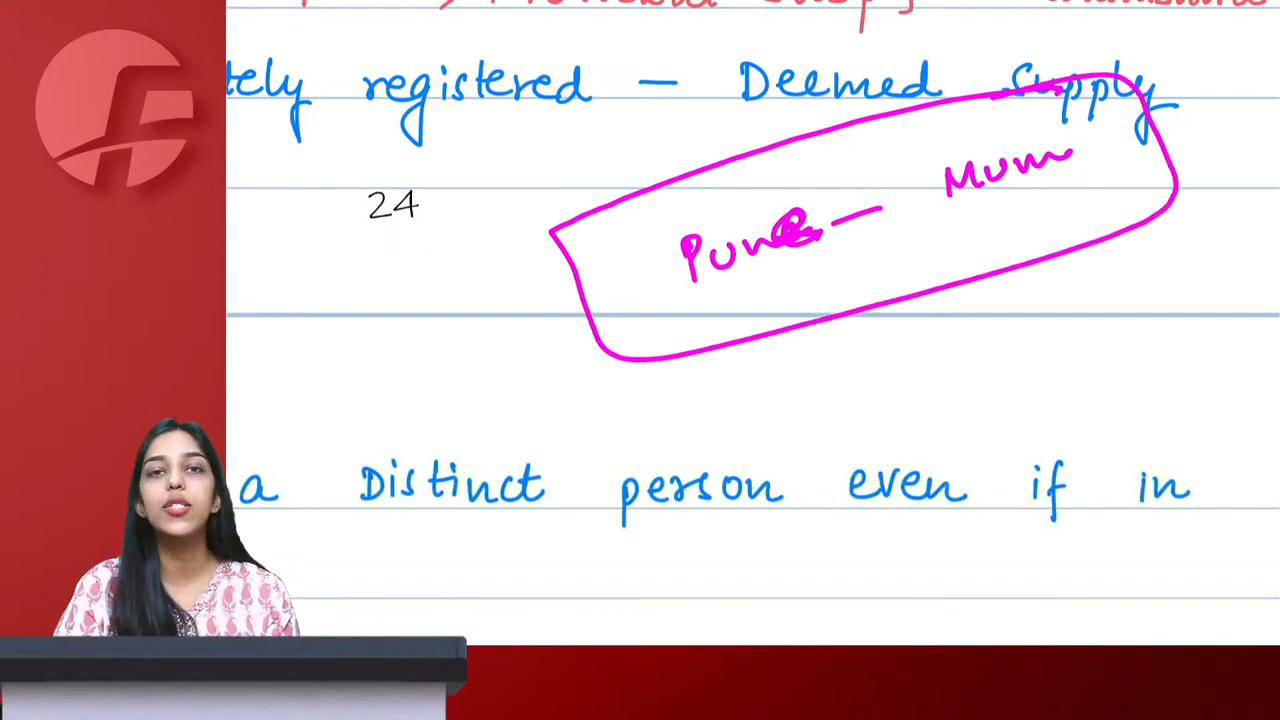 tely registered - Deemed Supply
Mum
24
Pune -
a Distinct person even if in